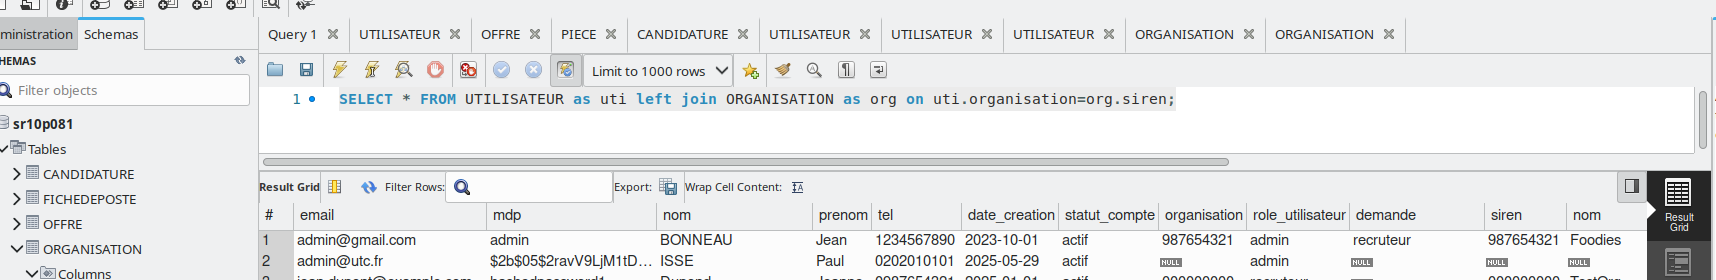 ministration Schemas
Query 1 UTILISATEUR OFFRE PIECE CANDIDATURE UTILISATEUR UTILISATEUR UTILISATEUR ORGANISATION ORGANISATION
HEMAS
Filter objects
sr10p081
Tables
CANDIDATURE
FICHEDEPOSTE
OFFRE
ORGANISATION
Columns
Limit to 1000 rows
1 SELECT * FROM UTILISATEUR as uti left join ORGANISATION as org on uti.organisation=org.siren;
Result Grid Filter Rows: Export: Wrap Cell Content:
# email mdp nom prenom tel date_creation statut_compte organisation role_utilisateur demande siren nom
1 admin@gmail.com admin BONNEAU Jean 1234567890 2023-10-01 actif 987654321 admin recruteur 987654321 Foodies
2 admin@utc.fr $2b$05$2ravV9LjM1tD... ISSE Paul 0202010101 2025-05-29 actif NULL admin NULL NULL NULL
Result
Grid